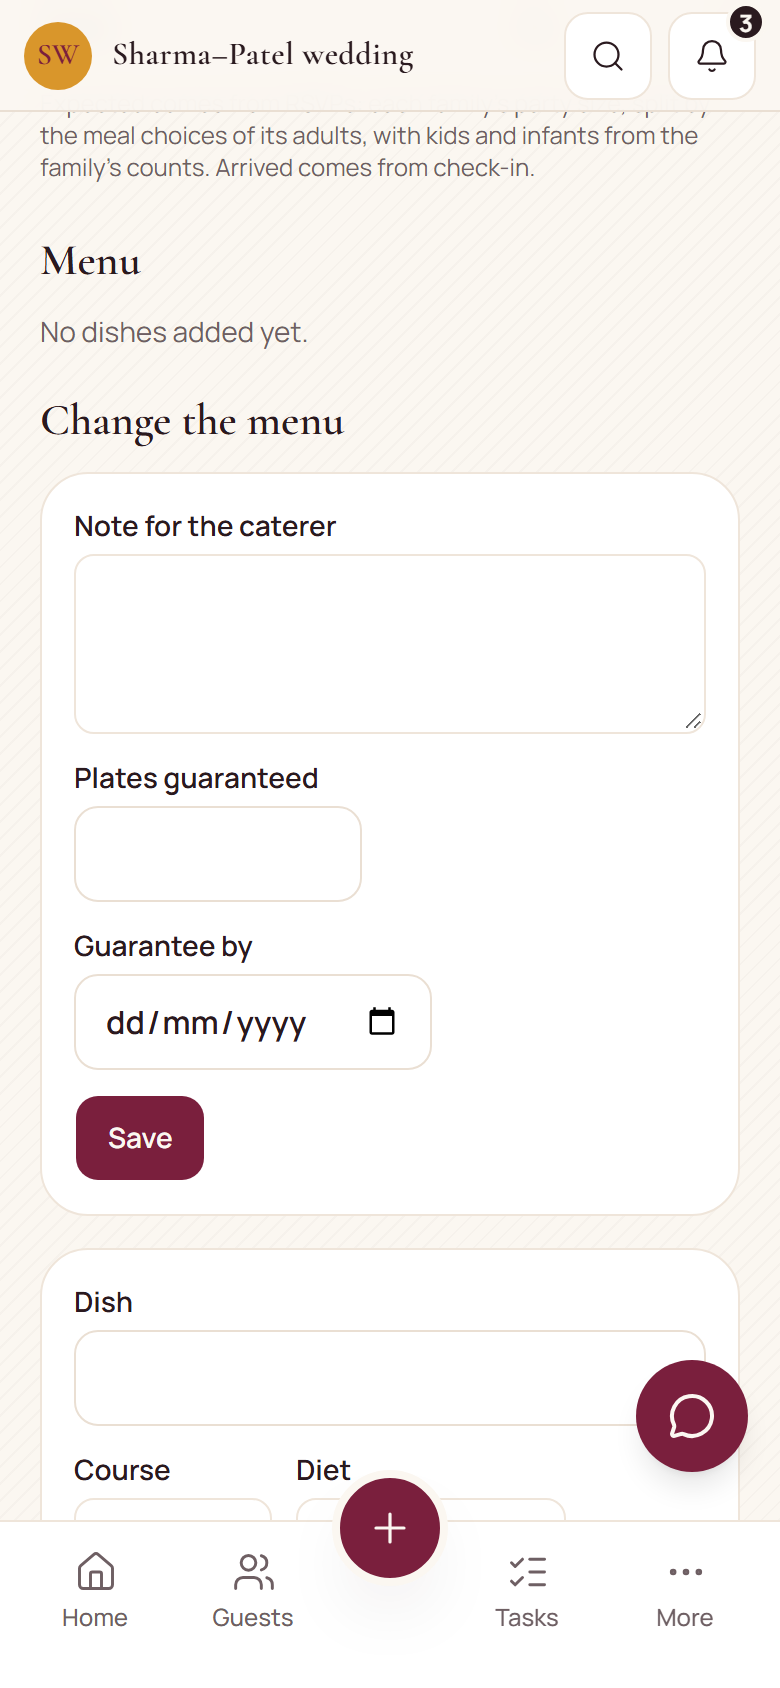 SW
Sharma–Patel wedding
3
the meal choices of its adults, with kids and infants from the
family's counts. Arrived comes from check-in.
Menu
No dishes added yet.
Change the menu
Note for the caterer
Plates guaranteed
Guarantee by
dd/mm/yyyy
Save
Dish
Course
Diet
Home
Guests
Tasks
More